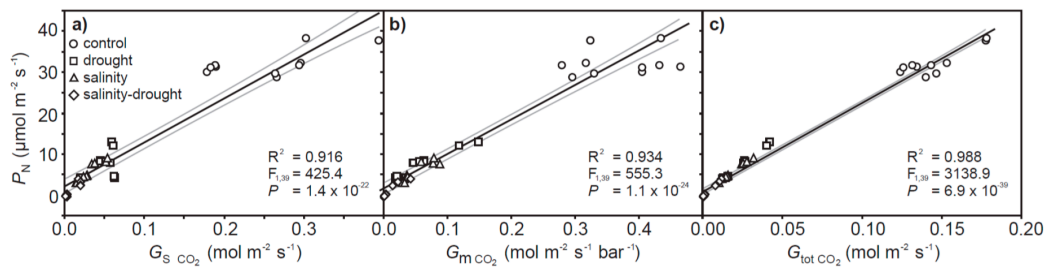 a)
b)
c)
control
drought
salinity
salinity-drought
P_N (μmol m⁻² s⁻¹)
40
30
20
10
0
R² = 0.916
F₁,₃₉ = 425.4
P = 1.4 x 10⁻²²
R² = 0.934
F₁,₃₉ = 555.3
P = 1.1 x 10⁻²⁴
R² = 0.988
F₁,₃₉ = 3138.9
P = 6.9 x 10⁻³⁹
0.0 0.1 0.2 0.3
0.0 0.1 0.2 0.3 0.4
0.00 0.05 0.10 0.15 0.20
G_S CO₂ (mol m⁻² s⁻¹)
G_m CO₂ (mol m⁻² s⁻¹ bar⁻¹)
G_tot CO₂ (mol m⁻² s⁻¹)